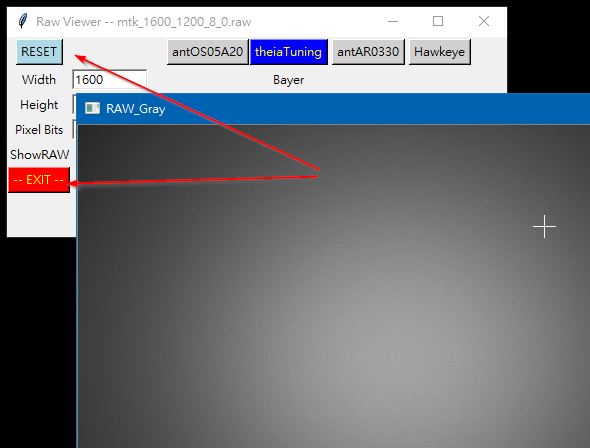 Raw Viewer -- mtk_1600_1200_8_0.raw
RESET antOS05A20 theiaTuning antAR0330 Hawkeye
Width 1600 Bayer
Height
RAW_Gray
Pixel Bits
ShowRAW
-- EXIT --